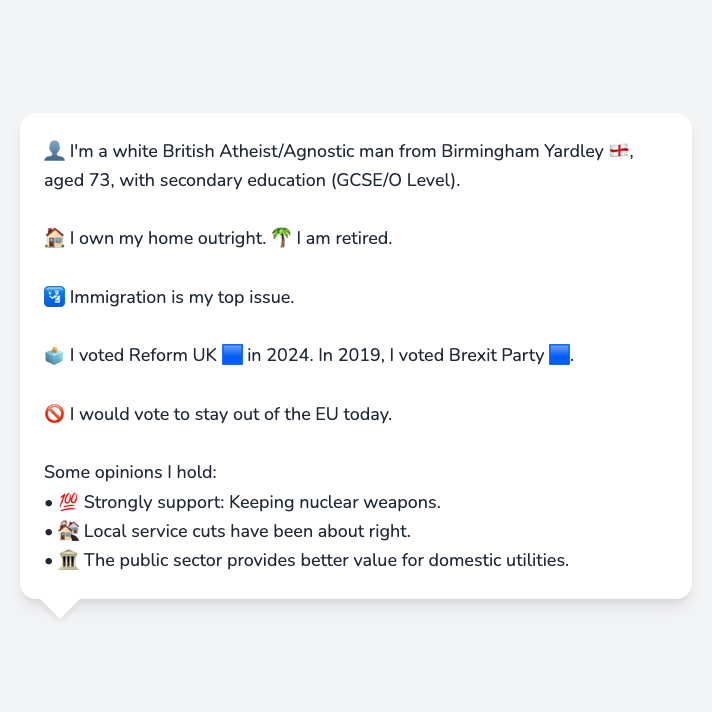 👤 I'm a white British Atheist/Agnostic man from Birmingham Yardley 🏴󠁧󠁢󠁥󠁮󠁧󠁿,
aged 73, with secondary education (GCSE/O Level).
🏠 I own my home outright. 🌴 I am retired.
🛂 Immigration is my top issue.
🗳️ I voted Reform UK 🟦 in 2024. In 2019, I voted Brexit Party 🟦.
🚫 I would vote to stay out of the EU today.
Some opinions I hold:
• 💯 Strongly support: Keeping nuclear weapons.
• 🏘️ Local service cuts have been about right.
• 🏛️ The public sector provides better value for domestic utilities.